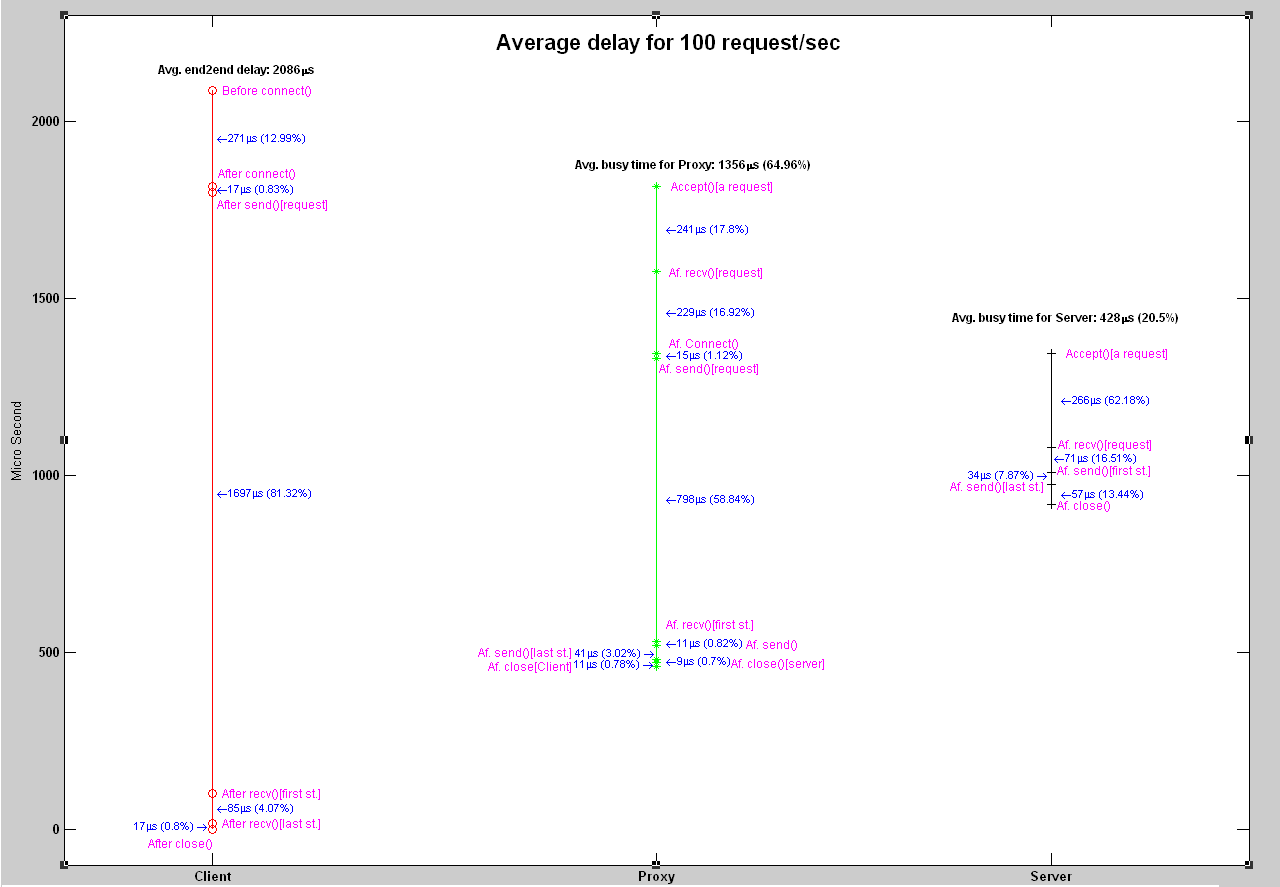 Average delay for 100 request/sec
Avg. end2end delay: 2086µs
Before connect()
2000
←271µs (12.99%)
Avg. busy time for Proxy: 1356µs (64.96%)
After connect()
←17µs (0.83%)
Accept()[a request]
After send()[request]
←241µs (17.8%)
Af. recv()[request]
1500
←229µs (16.92%)
Avg. busy time for Server: 428µs (20.5%)
Af. Connect()
←15µs (1.12%)
Accept()[a request]
Af. send()[request]
←266µs (62.18%)
Micro Second
Af. recv()[request]
←71µs (16.51%)
1000
34µs (7.87%)→
Af. send()[first st.]
Af. send()[last st.]
←1697µs (81.32%)
←798µs (58.84%)
←57µs (13.44%)
Af. close()
Af. recv()[first st.]
←11µs (0.82%) Af. send()
500
Af. send()[last st.] 41µs (3.02%)→
←9µs (0.7%) Af. close()[server]
Af. close[Client] 11µs (0.78%)→
After recv()[first st.]
←85µs (4.07%)
0
17µs (0.8%)→
After recv()[last st.]
After close()
Client
Proxy
Server